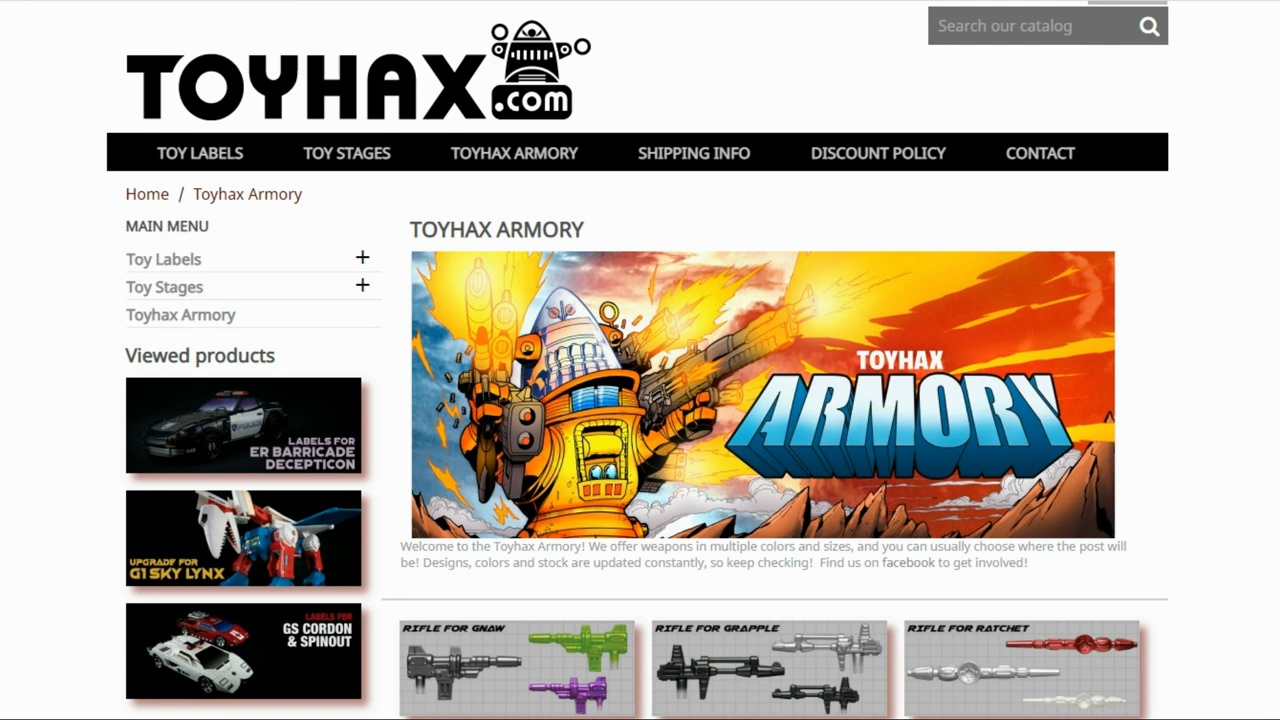 Search our catalog
TOYHAX
.com
TOY LABELS
TOY STAGES
TOYHAX ARMORY
SHIPPING INFO
DISCOUNT POLICY
CONTACT
Home / Toyhax Armory
MAIN MENU
Toy Labels +
Toy Stages +
Toyhax Armory
Viewed products
LABELS FOR
ER BARRICADE
DECEPTICON
UPGRADE FOR
G1 SKY LYNX
LABELS FOR
GS CORDON
& SPINOUT
TOYHAX ARMORY
TOYHAX
ARMORY
Welcome to the Toyhax Armory! We offer weapons in multiple colors and sizes, and you can usually choose where the post will
be! Designs, colors and stock are updated constantly, so keep checking! Find us on facebook to get involved!
RIFLE FOR GNAW
RIFLE FOR GRAPPLE
RIFLE FOR RATCHET